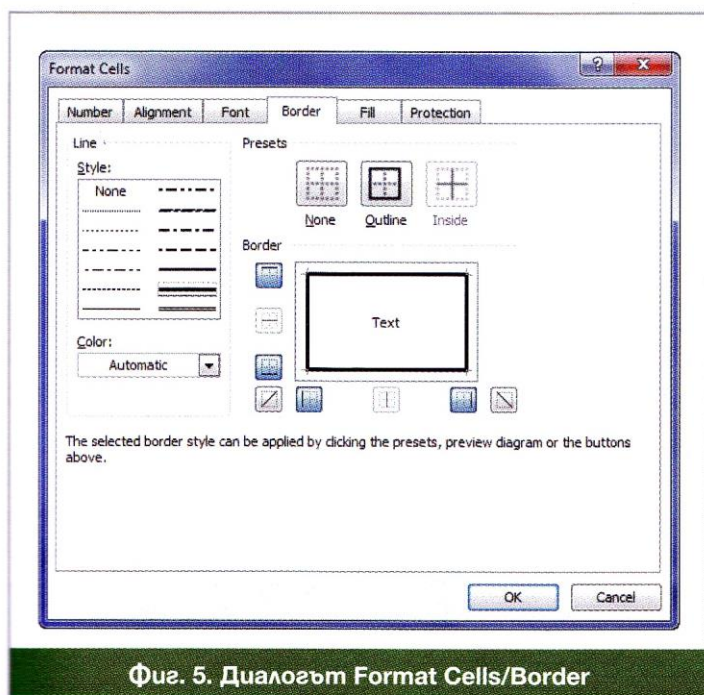 Format Cells
Number Alignment Font Border Fill Protection
Line
Style:
None
Color:
Automatic
Presets
None Outline Inside
Border
Text
The selected border style can be applied by clicking the presets, preview diagram or the buttons
above.
OK Cancel
Фиг. 5. Диалогът Format Cells/Border